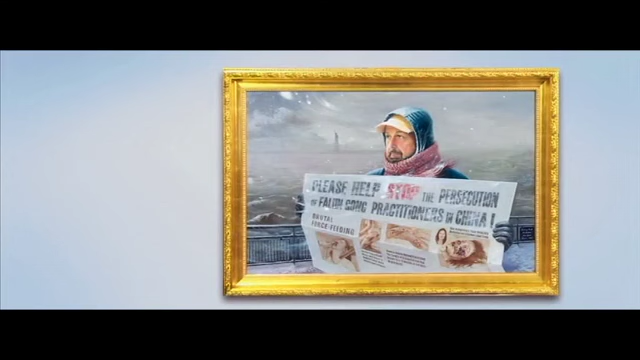 PLEASE HELP STOP THE PERSECUTION
OF FALUN GONG PRACTITIONERS IN CHINA!
BRUTAL
FORCE-FEEDING